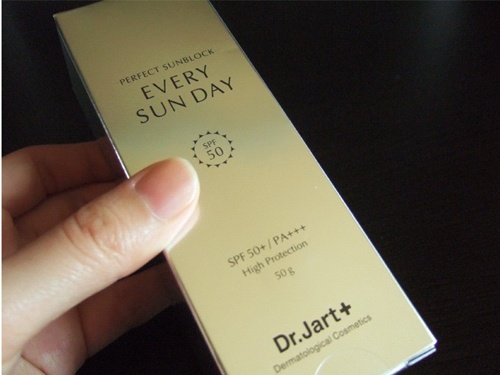 PERFECT SUNBLOCK
EVERY
SUN DAY
SPF
50
SPF 50+ / PA+++
High Protection
50 g
Dr.Jart+
Dermatological Cosmetics